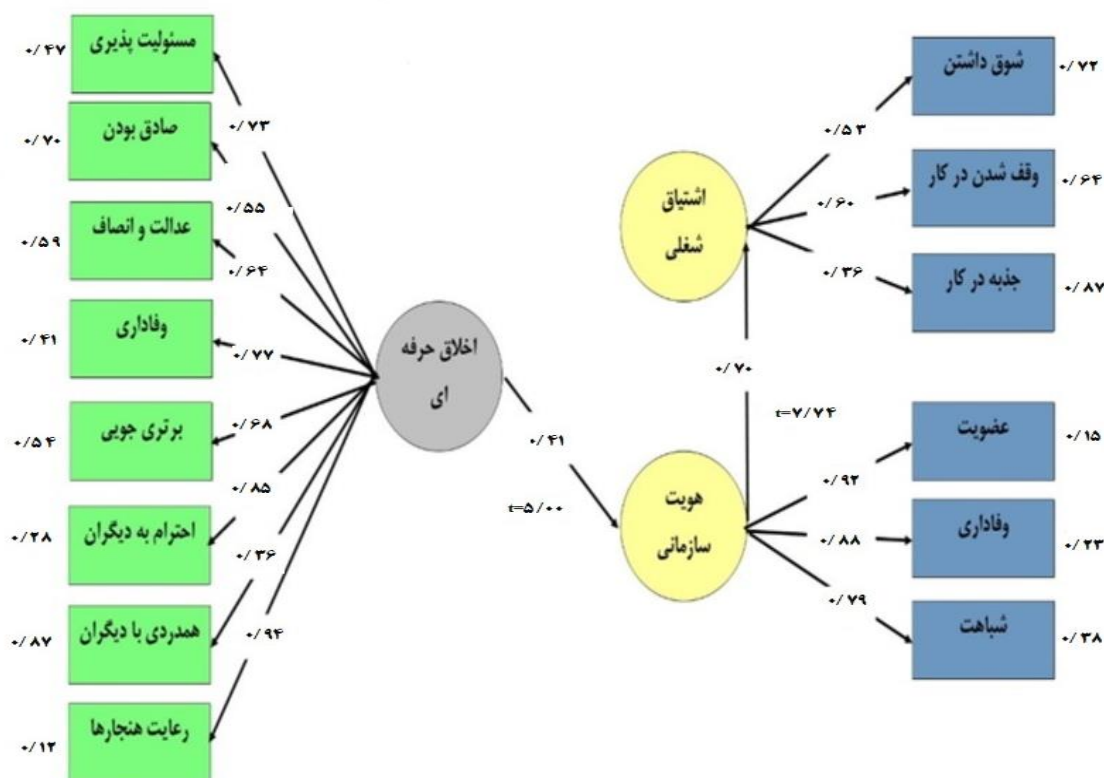 مسئولیت پذیری
۰/۴۷
۰/۷۳
صادق بودن
۰/۷۰
۰/۵۵
عدالت و انصاف
۰/۵۹
۰/۶۴
وفاداری
۰/۴۱
۰/۷۷
برتری جویی
۰/۵۴
۰/۶۸
احترام به دیگران
۰/۲۸
۰/۸۵
همدردی با دیگران
۰/۸۷
۰/۳۶
رعایت هنجارها
۰/۱۲
۰/۹۴
اخلاق حرفه
ای
۰/۴۱
t=۵/۰۰
هویت
سازمانی
۰/۷۰
t=۷/۷۴
اشتیاق
شغلی
شوق داشتن
۰/۷۲
۰/۵۳
وقف شدن در کار
۰/۶۴
۰/۶۰
جذبه در کار
۰/۸۷
۰/۳۶
عضویت
۰/۱۵
۰/۹۲
وفاداری
۰/۲۳
۰/۸۸
شباهت
۰/۳۸
۰/۷۹